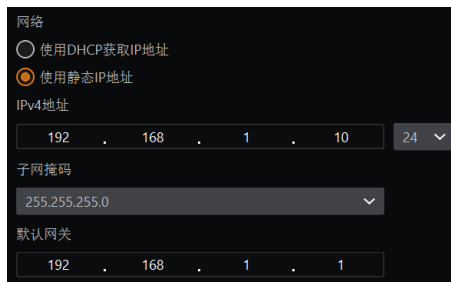 网络
使用DHCP获取IP地址
使用静态IP地址
IPv4地址
192 . 168 . 1 . 10 24
子网掩码
255.255.255.0
默认网关
192 . 168 . 1 . 1